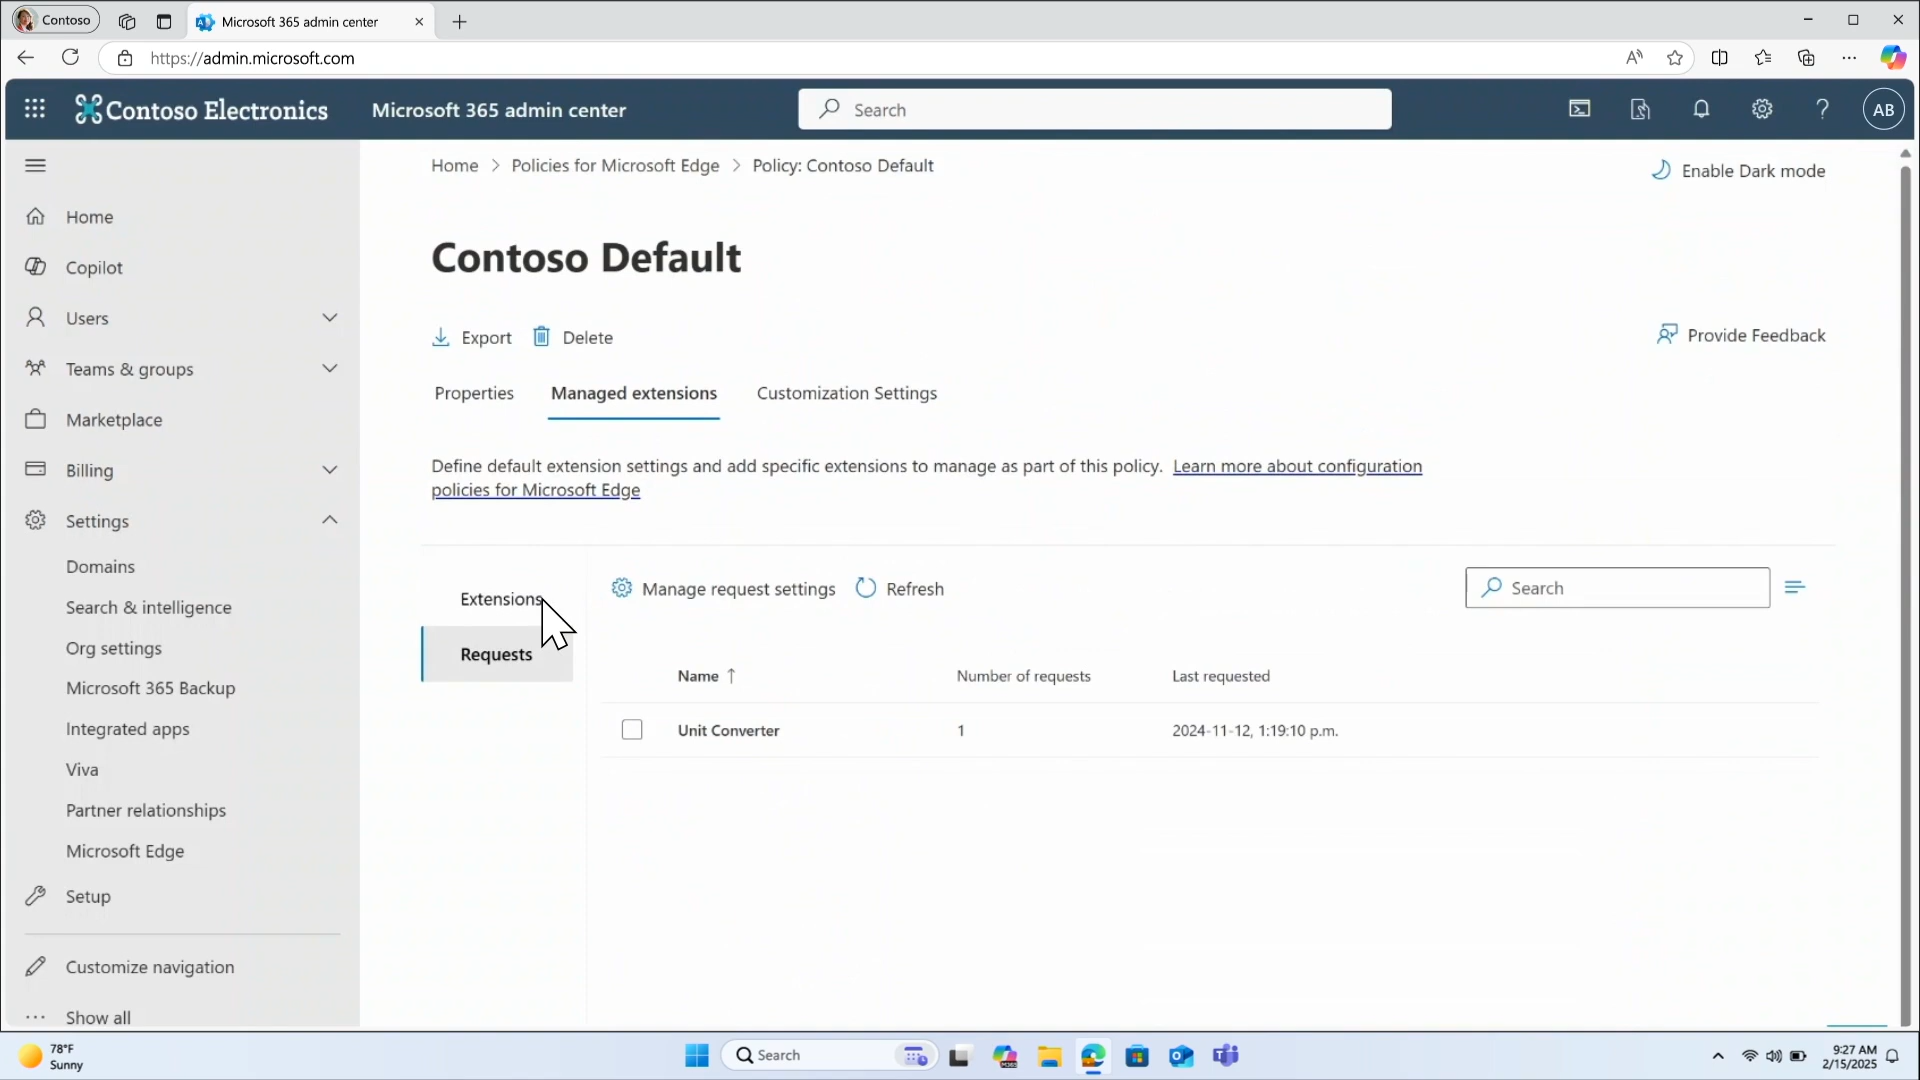 Contoso
Microsoft 365 admin center
https://admin.microsoft.com
Contoso Electronics
Microsoft 365 admin center
Search
AB
Home
Copilot
Users
Teams & groups
Marketplace
Billing
Settings
Domains
Search & intelligence
Org settings
Microsoft 365 Backup
Integrated apps
Viva
Partner relationships
Microsoft Edge
Setup
Customize navigation
Show all
Home > Policies for Microsoft Edge > Policy: Contoso Default
Enable Dark mode
Contoso Default
Export
Delete
Provide Feedback
Properties
Managed extensions
Customization Settings
Define default extension settings and add specific extensions to manage as part of this policy. Learn more about configuration
policies for Microsoft Edge
Extensions
Requests
Manage request settings
Refresh
Search
Name ↑ Number of requests Last requested
Unit Converter 1 2024-11-12, 1:19:10 p.m.
78°F
Sunny
Search
9:27 AM
2/15/2025